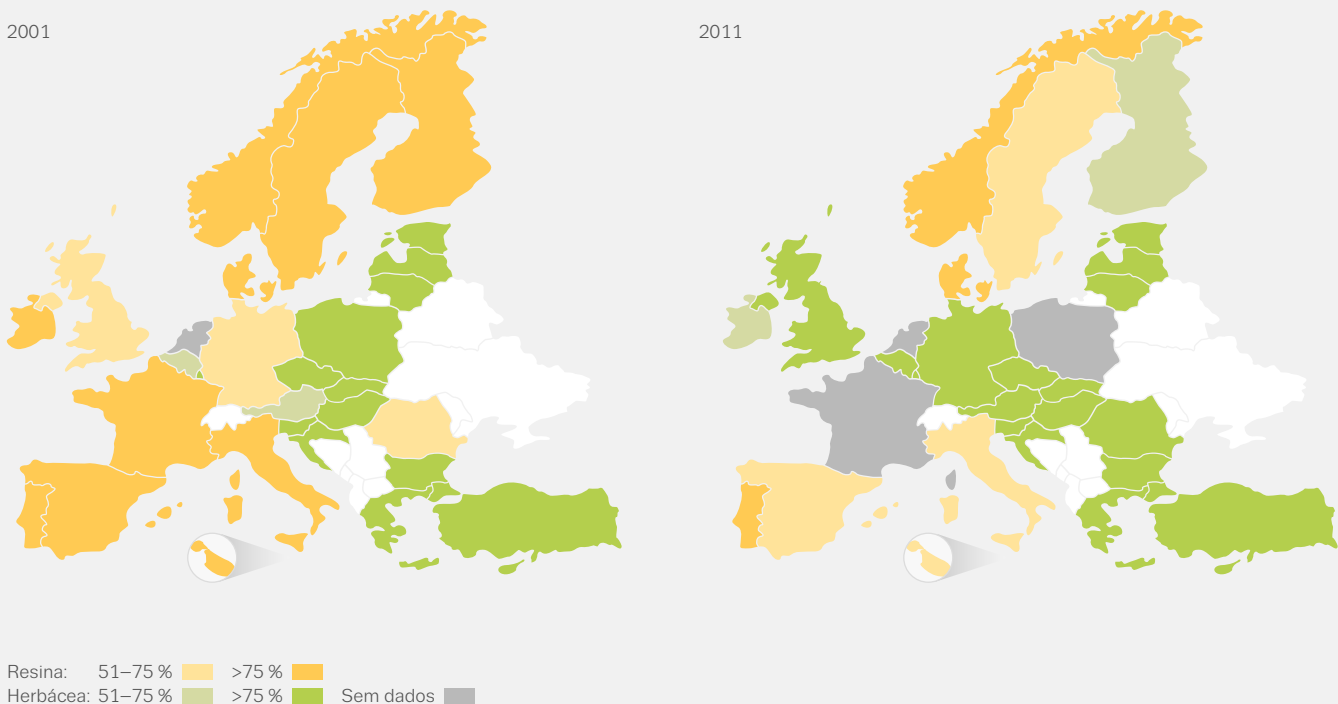 2001
2011
Resina: 51–75 % >75 %
Herbácea: 51–75 % >75 % Sem dados